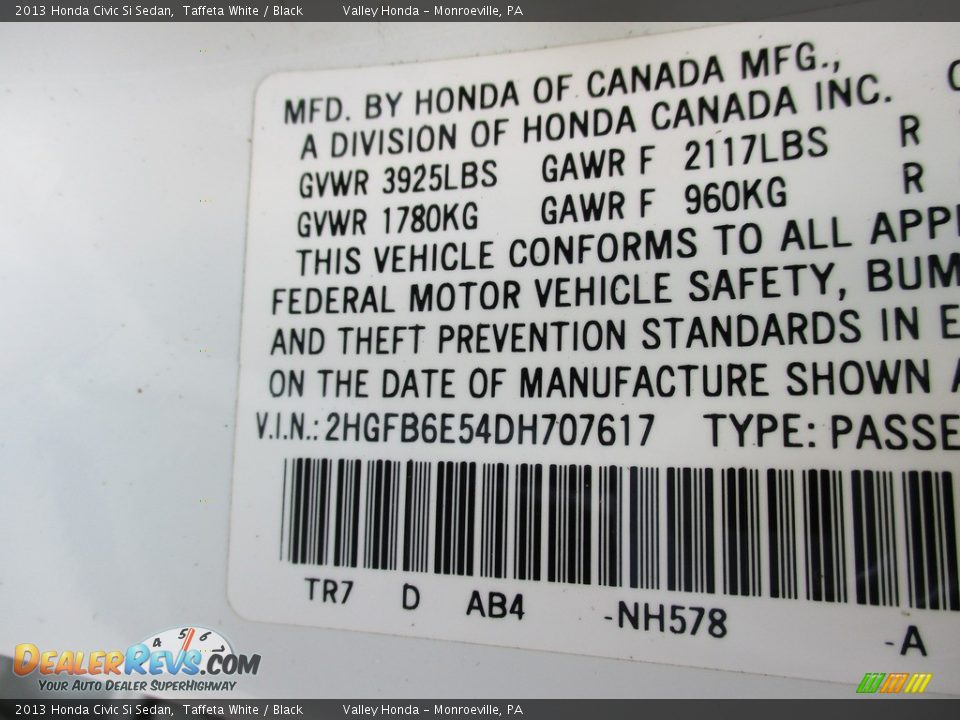 2013 Honda Civic Si Sedan, Taffeta White / Black Valley Honda - Monroeville, PA
MFD. BY HONDA OF CANADA MFG.,
A DIVISION OF HONDA CANADA INC.
GVWR 3925LBS GAWR F 2117LBS R
GVWR 1780KG GAWR F 960KG R
THIS VEHICLE CONFORMS TO ALL APPL
FEDERAL MOTOR VEHICLE SAFETY, BUM
AND THEFT PREVENTION STANDARDS IN E
ON THE DATE OF MANUFACTURE SHOWN A
V.I.N.: 2HGFB6E54DH707617 TYPE: PASSE
TR7 D AB4 -NH578 -A
4 5 6
DEALERREVS.COM
YOUR AUTO DEALER SUPERHIGHWAY
2013 Honda Civic Si Sedan, Taffeta White / Black Valley Honda - Monroeville, PA